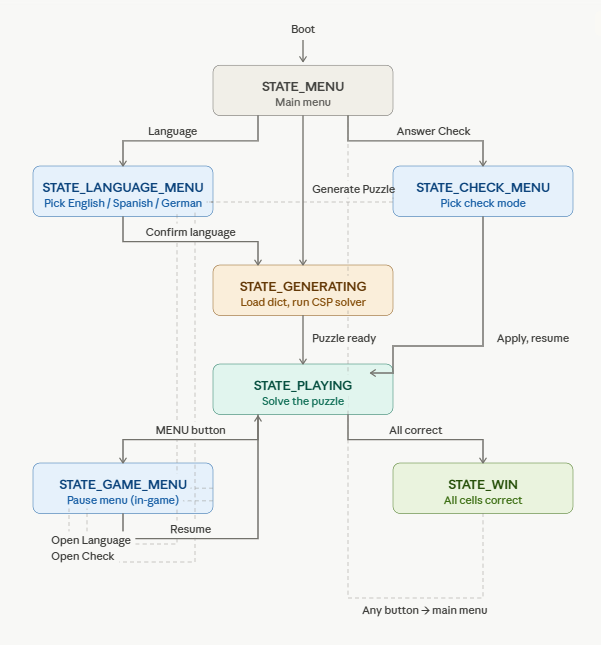 Boot
STATE_MENU
Main menu
Language
Answer Check
STATE_LANGUAGE_MENU
Pick English / Spanish / German
Generate Puzzle
STATE_CHECK_MENU
Pick check mode
Confirm language
STATE_GENERATING
Load dict, run CSP solver
Puzzle ready
Apply, resume
STATE_PLAYING
Solve the puzzle
MENU button
All correct
STATE_GAME_MENU
Pause menu (in-game)
STATE_WIN
All cells correct
Resume
Open Language
Open Check
Any button → main menu